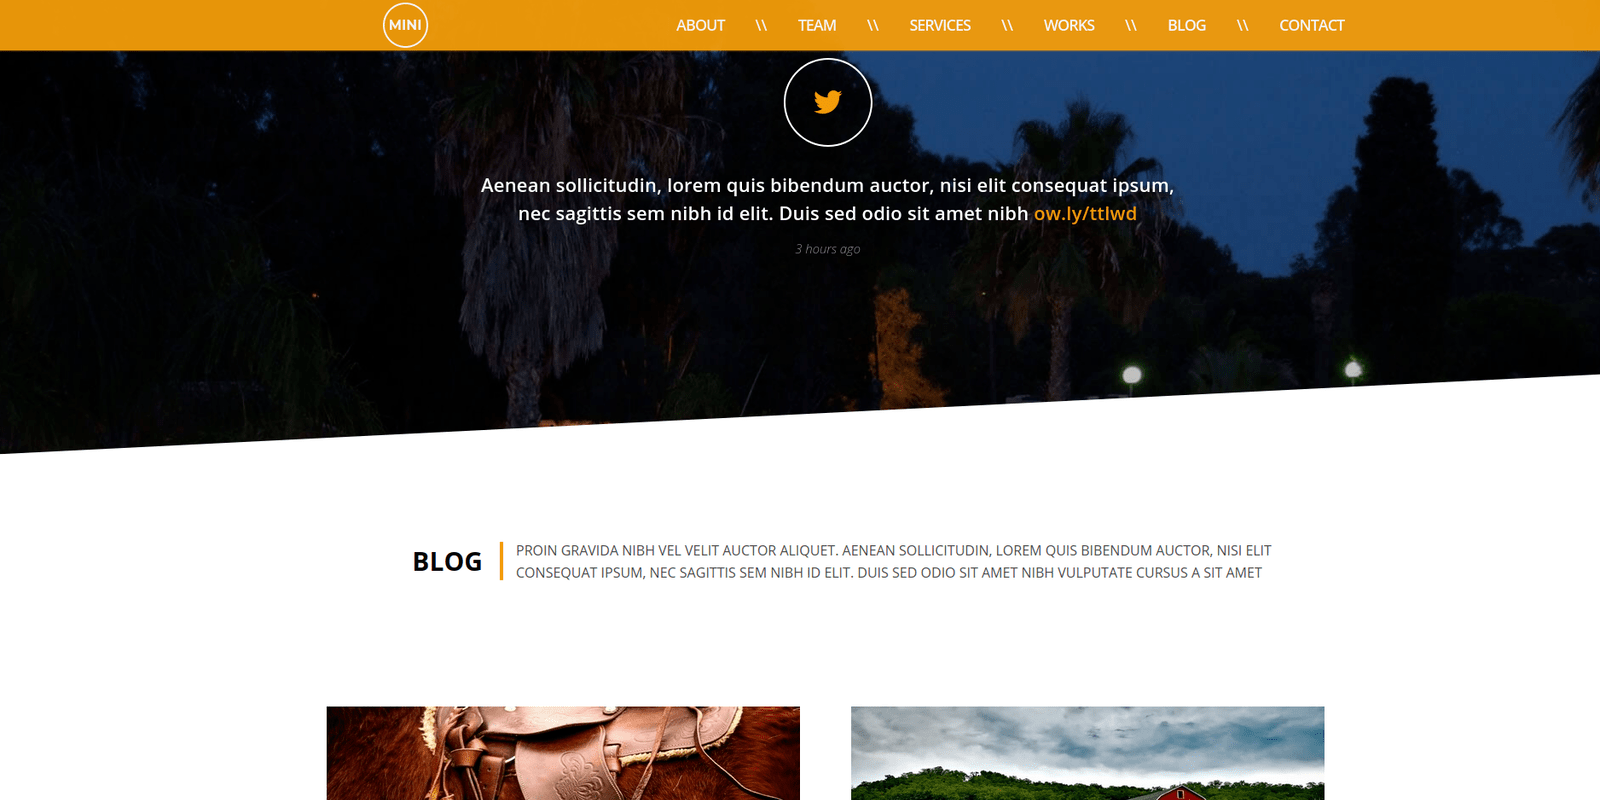 MINI
ABOUT \\ TEAM \\ SERVICES \\ WORKS \\ BLOG \\ CONTACT
Aenean sollicitudin, lorem quis bibendum auctor, nisi elit consequat ipsum,
nec sagittis sem nibh id elit. Duis sed odio sit amet nibh ow.ly/ttlwd
3 hours ago
BLOG
PROIN GRAVIDA NIBH VEL VELIT AUCTOR ALIQUET. AENEAN SOLLICITUDIN, LOREM QUIS BIBENDUM AUCTOR, NISI ELIT
CONSEQUAT IPSUM, NEC SAGITTIS SEM NIBH ID ELIT. DUIS SED ODIO SIT AMET NIBH VULPUTATE CURSUS A SIT AMET